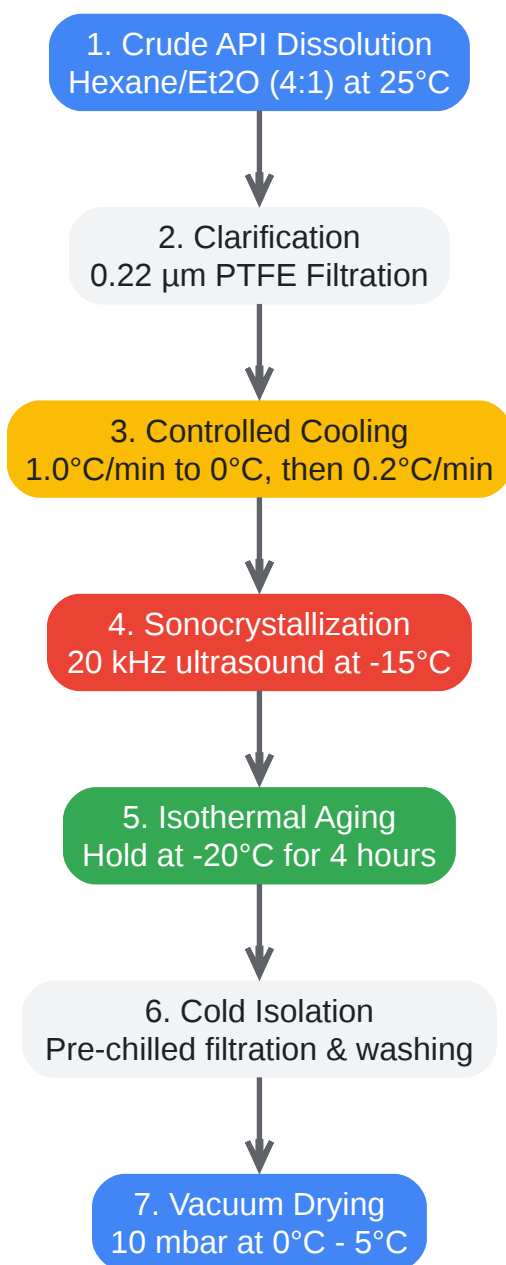 1. Crude API Dissolution
Hexane/Et2O (4:1) at 25°C
2. Clarification
0.22 µm PTFE Filtration
3. Controlled Cooling
1.0°C/min to 0°C, then 0.2°C/min
4. Sonocrystallization
20 kHz ultrasound at -15°C
5. Isothermal Aging
Hold at -20°C for 4 hours
6. Cold Isolation
Pre-chilled filtration & washing
7. Vacuum Drying
10 mbar at 0°C - 5°C